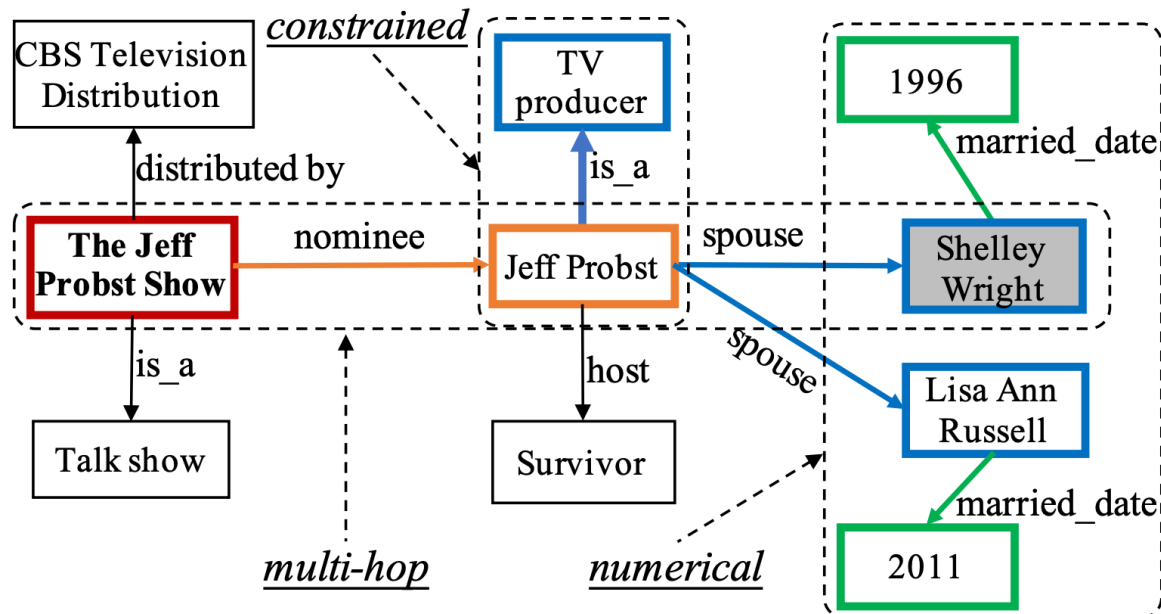 CBS Television
Distribution
constrained
TV
producer
1996
married_date
distributed by
is_a
The Jeff
Probst Show
nominee
Jeff Probst
spouse
Shelley
Wright
spouse
is_a
host
Lisa Ann
Russell
Talk show
Survivor
married_date
multi-hop
numerical
2011